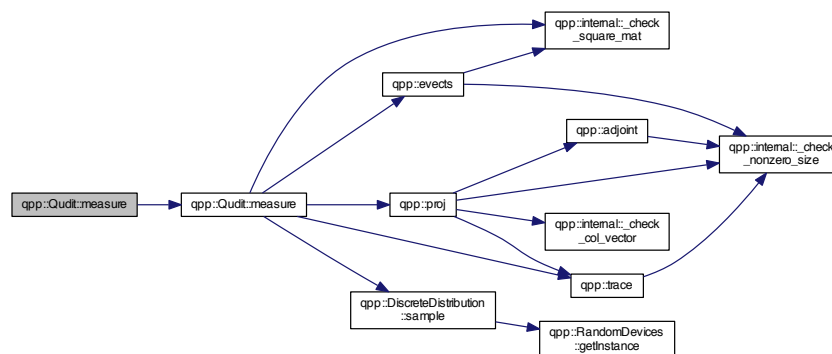 qpp::internal::_check
_square_mat
qpp::evects
qpp::adjoint
qpp::internal::_check
_nonzero_size
qpp::Qudit::measure
qpp::Qudit::measure
qpp::proj
qpp::internal::_check
_col_vector
qpp::trace
qpp::DiscreteDistribution
::sample
qpp::RandomDevices
::getInstance